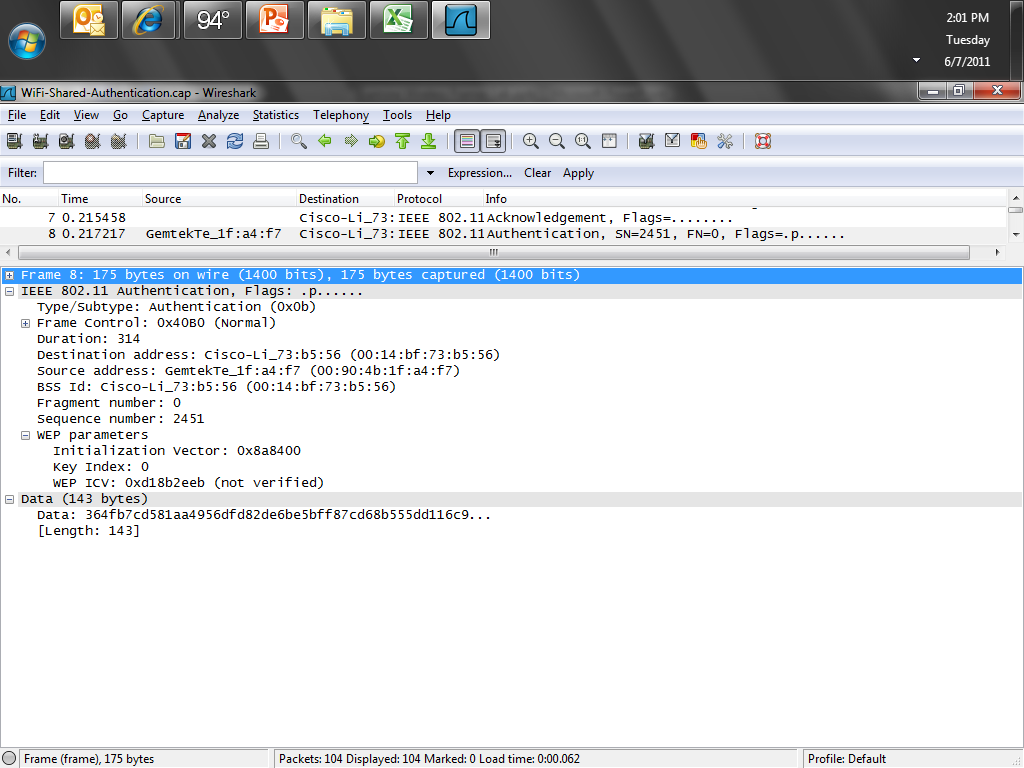 94°
2:01 PM
Tuesday
6/7/2011
WiFi-Shared-Authentication.cap - Wireshark
File Edit View Go Capture Analyze Statistics Telephony Tools Help
Filter: Expression... Clear Apply
No. Time Source Destination Protocol Info
7 0.215458 Cisco-Li_73: IEEE 802.11 Acknowledgement, Flags=........
8 0.217217 GemtekTe_1f:a4:f7 Cisco-Li_73: IEEE 802.11 Authentication, SN=2451, FN=0, Flags=.p......
Frame 8: 175 bytes on wire (1400 bits), 175 bytes captured (1400 bits)
IEEE 802.11 Authentication, Flags: .p......
Type/Subtype: Authentication (0x0b)
Frame Control: 0x40B0 (Normal)
Duration: 314
Destination address: Cisco-Li_73:b5:56 (00:14:bf:73:b5:56)
Source address: GemtekTe_1f:a4:f7 (00:90:4b:1f:a4:f7)
BSS Id: Cisco-Li_73:b5:56 (00:14:bf:73:b5:56)
Fragment number: 0
Sequence number: 2451
WEP parameters
Initialization Vector: 0x8a8400
Key Index: 0
WEP ICV: 0xd18b2eeb (not verified)
Data (143 bytes)
Data: 364fb7cd581aa4956dfd82de6be5bff87cd68b555dd116c9...
[Length: 143]
Frame (frame), 175 bytes
Packets: 104 Displayed: 104 Marked: 0 Load time: 0:00.062
Profile: Default